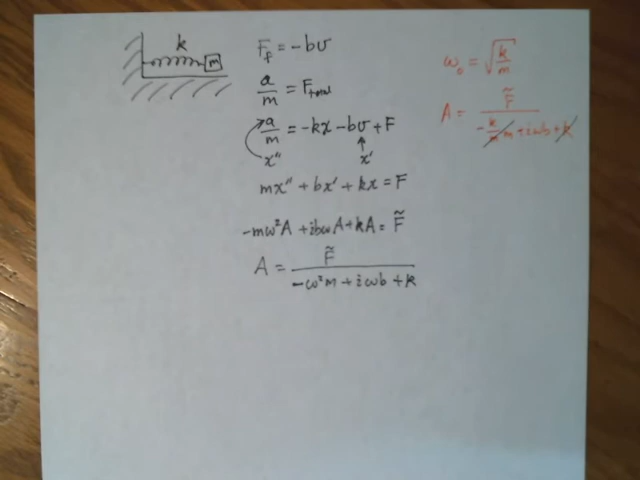 k
m
F_f = -bv
a/m = F_total
a/m = -kx - bv + F
x'' x'
mx'' + bx' + kx = F
-mω²A + ibωA + kA = F̃
A = F̃ / (-ω²m + iωb + k)
ω₀ = √(k/m)
A = F̃ / (-(k/m)m + iωb + k)